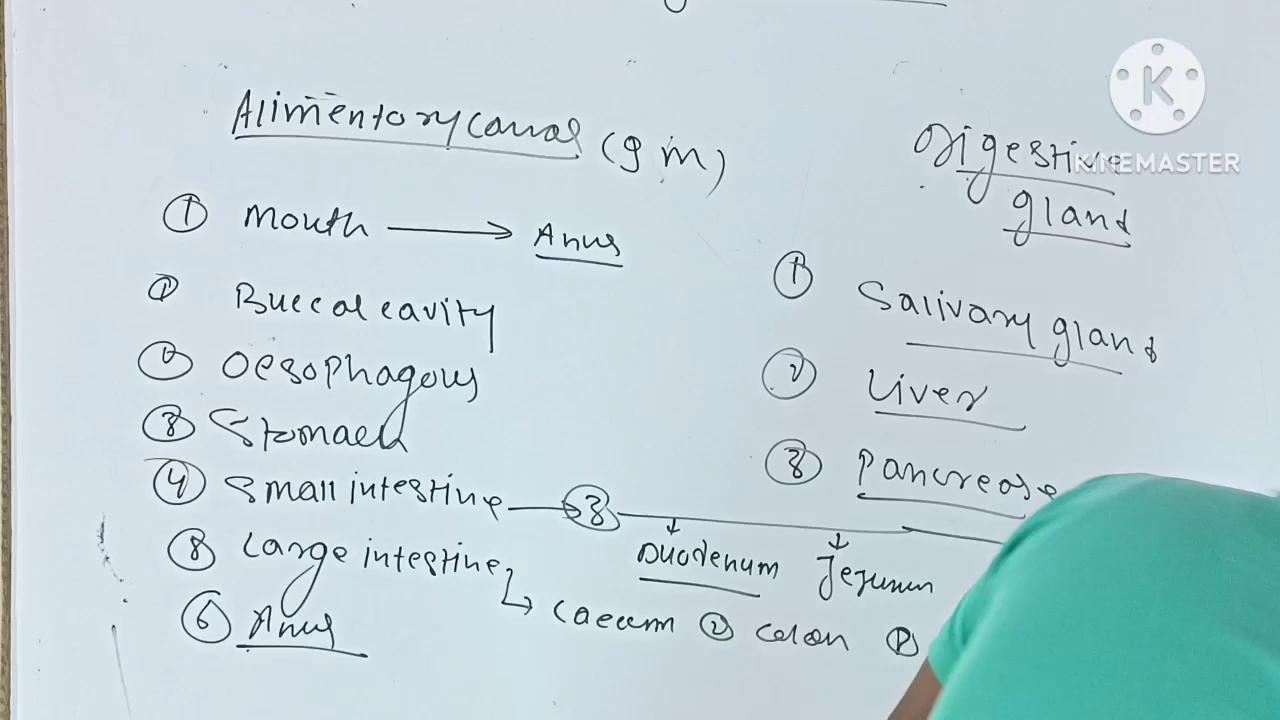 Alimentory canal (9 m)
① Mouth → Anus
① Buccal cavity
② Oesophagous
③ Stomach
④ Small intestine → ③
Duodenum Jejunum
⑤ Large intestine
↳ Caecum ② Colon
⑥ Anus
Digestive
gland
① Salivary gland
② Liver
③ Pancrease
K
KINEMASTER